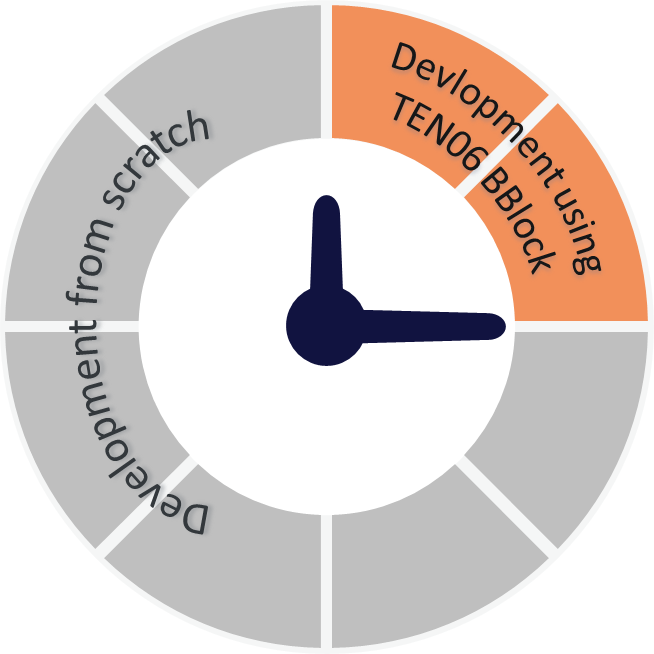 Devlopment using
TEN06 BBlock
Development from scratch